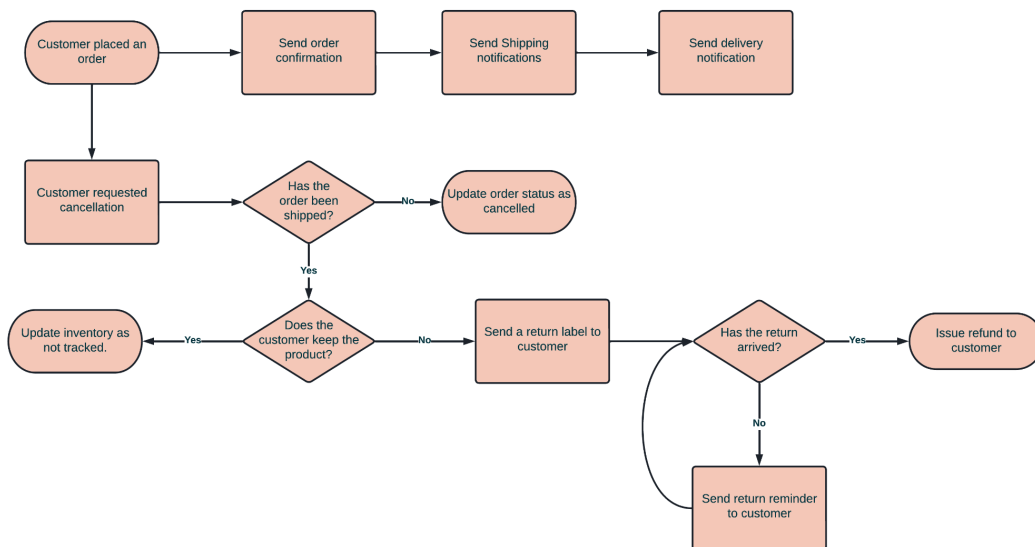 Customer placed an
order
Send order
confirmation
Send Shipping
notifications
Send delivery
notification
Customer requested
cancellation
Has the
order been
shipped?
No
Update order status as
cancelled
Yes
Update inventory as
not tracked.
Yes
Does the
customer keep the
product?
No
Send a return label to
customer
Has the return
arrived?
Yes
Issue refund to
customer
No
Send return reminder
to customer